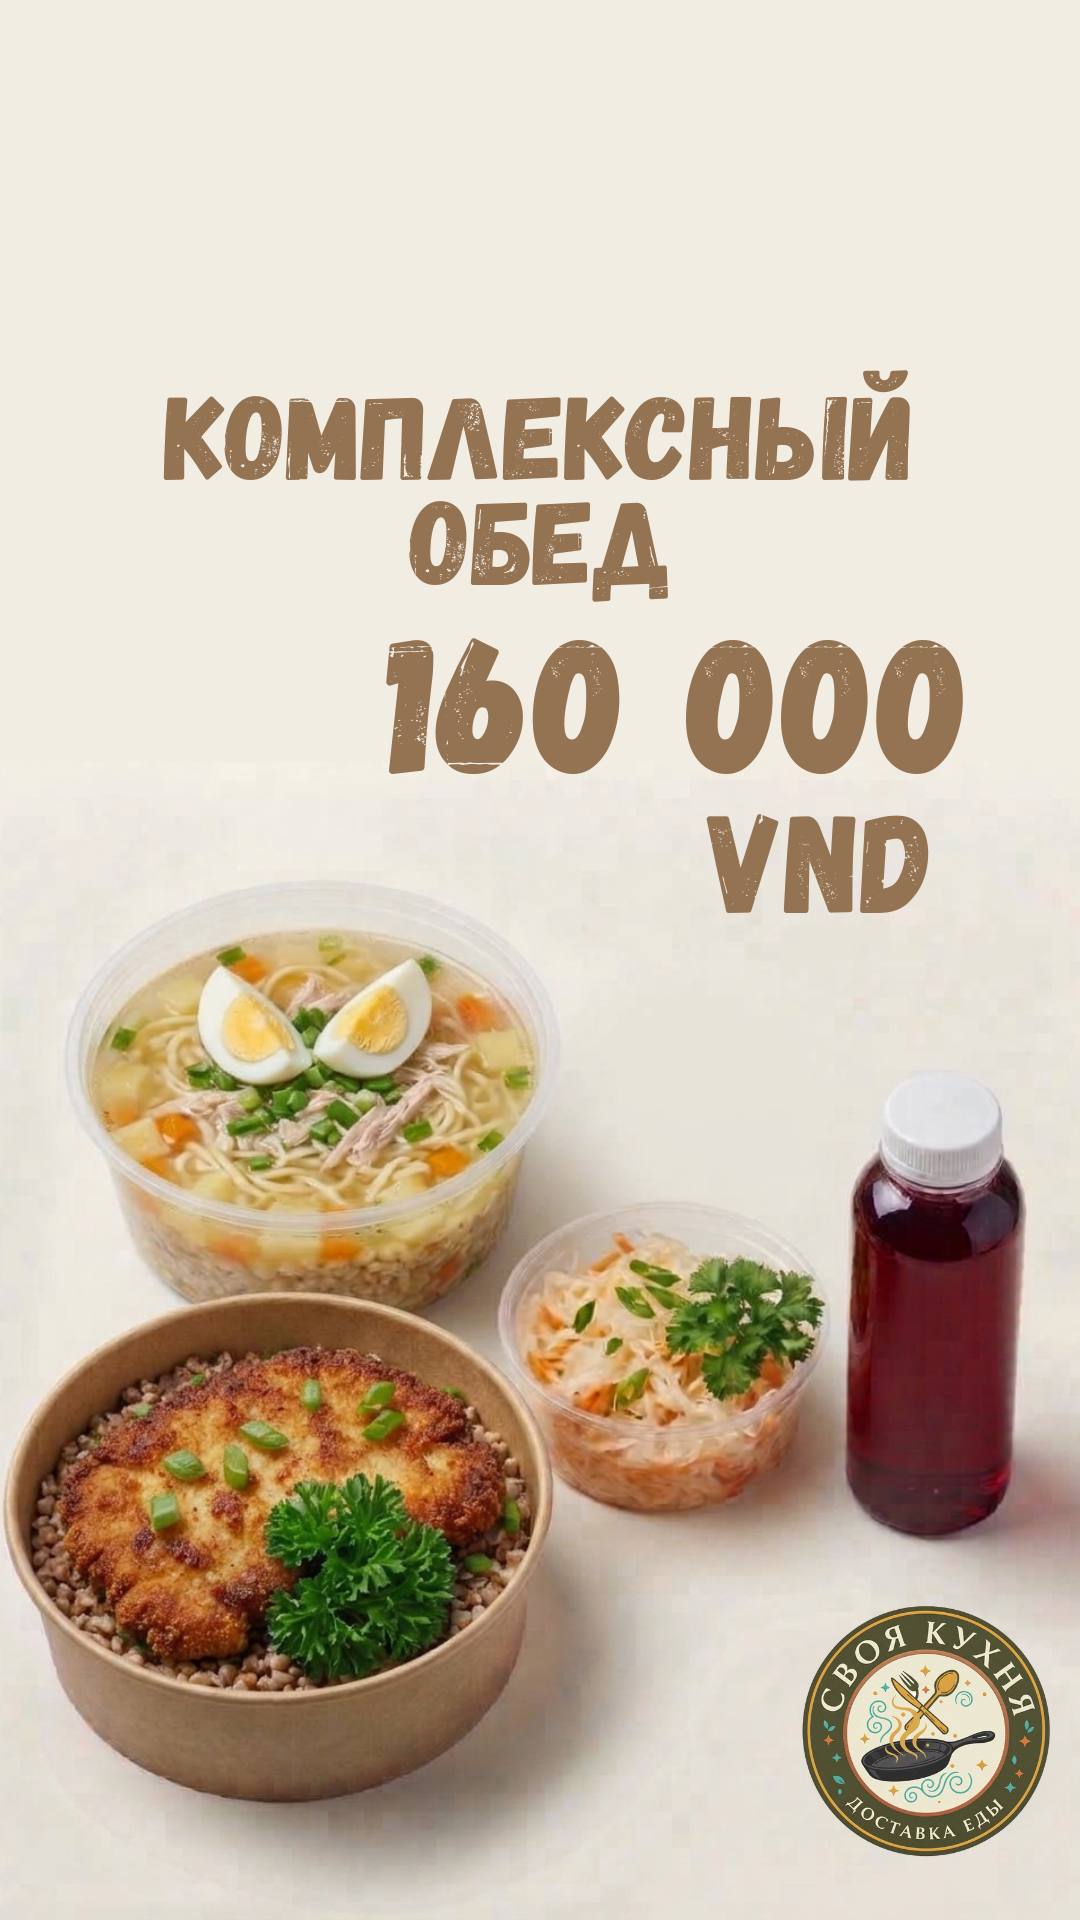 КОМПЛЕКСНЫЙ
ОБЕД
160 000
VND
СВОЯ КУХНЯ
ДОСТАВКА ЕДЫ